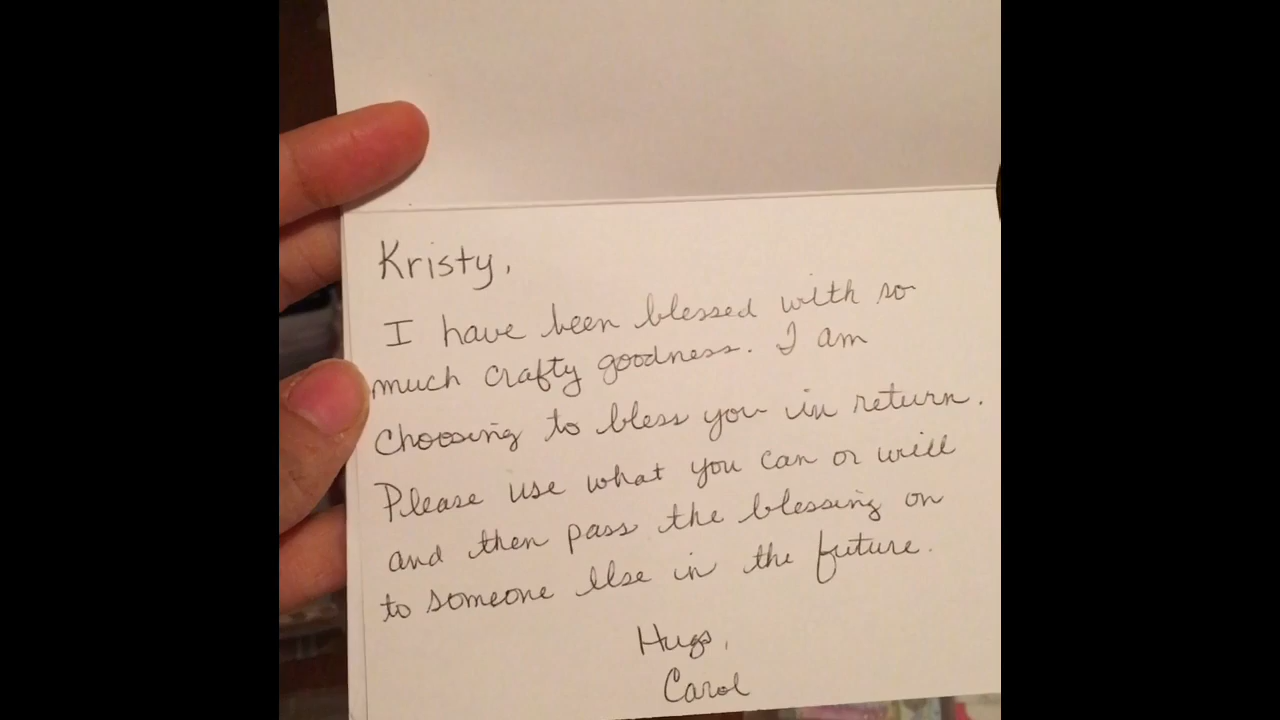 Kristy,
I have been blessed with so
much crafty goodness. I am
choosing to bless you in return.
Please use what you can or will
and then pass the blessing on
to someone else in the future.
Hugs,
Carol